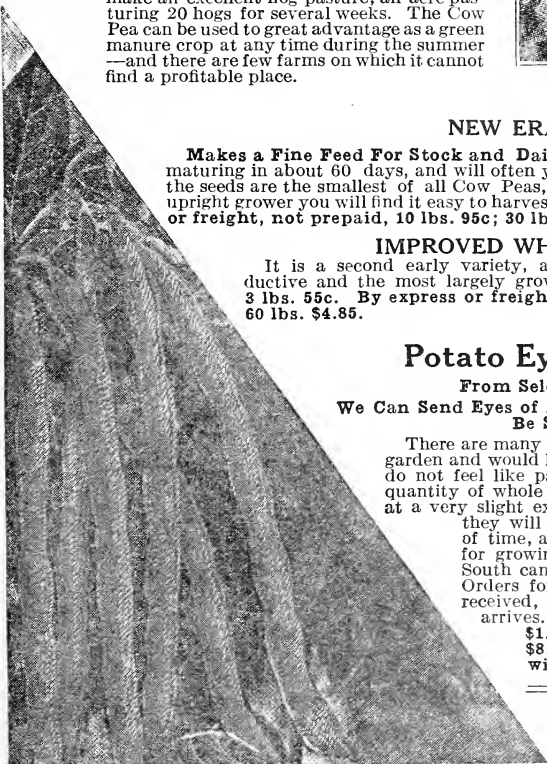 make an excellent hog pasture, an acre pas-
turing 20 hogs for several weeks. The Cow
Pea can be used to great advantage as a green
manure crop at any time during the summer
—and there are few farms on which it cannot
find a profitable place.
NEW ERA
Makes a Fine Feed For Stock and Dai
maturing in about 60 days, and will often y
the seeds are the smallest of all Cow Peas,
upright grower you will find it easy to harves
or freight, not prepaid, 10 lbs. 95c; 30 lb
IMPROVED WH
It is a second early variety, a
ductive and the most largely grow
3 lbs. 55c. By express or freigh
60 lbs. $4.85.
Potato Ey
From Sele
We Can Send Eyes of
Be S
There are many
garden and would l
do not feel like pa
quantity of whole
at a very slight ex
they will
of time, a
for growin
South can
Orders fo
received,
arrives.
$1.
$8
wi